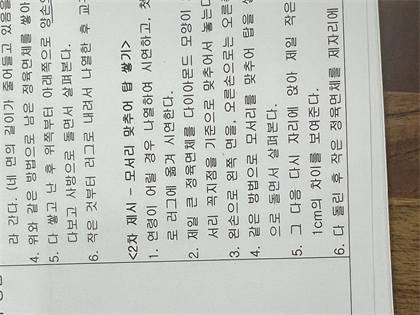 라 간다. (네 면의 길이가 줄어들고 있음을
4. 위와 같은 방법으로 남은 정육면체를 쌓아
5. 다 쌓고 난 후 위쪽부터 아래쪽으로 양손으
다보고 사방으로 돌면서 살펴본다.
6. 작은 것부터 러그로 내려서 나열한 후 교구
<2차 제시 - 모서리 맞추어 탑 쌓기>
1. 연령이 어릴 경우 나열하여 시연하고, 첫
로 러그에 옮겨 시연한다.
2. 제일 큰 정육면체를 다이아몬드 모양이
서리 꼭지점을 기준으로 맞추어서 놓는다
3. 왼손으로 왼쪽 면을, 오른손으로는 오른
4. 같은 방법으로 모서리를 맞추어 탑을 쌓
으로 돌면서 살펴본다.
5. 그 다음 다시 자리에 앉아 제일 작은
1cm의 차이를 보여준다.
6. 다 돌린 후 작은 정육면체를 제자리에